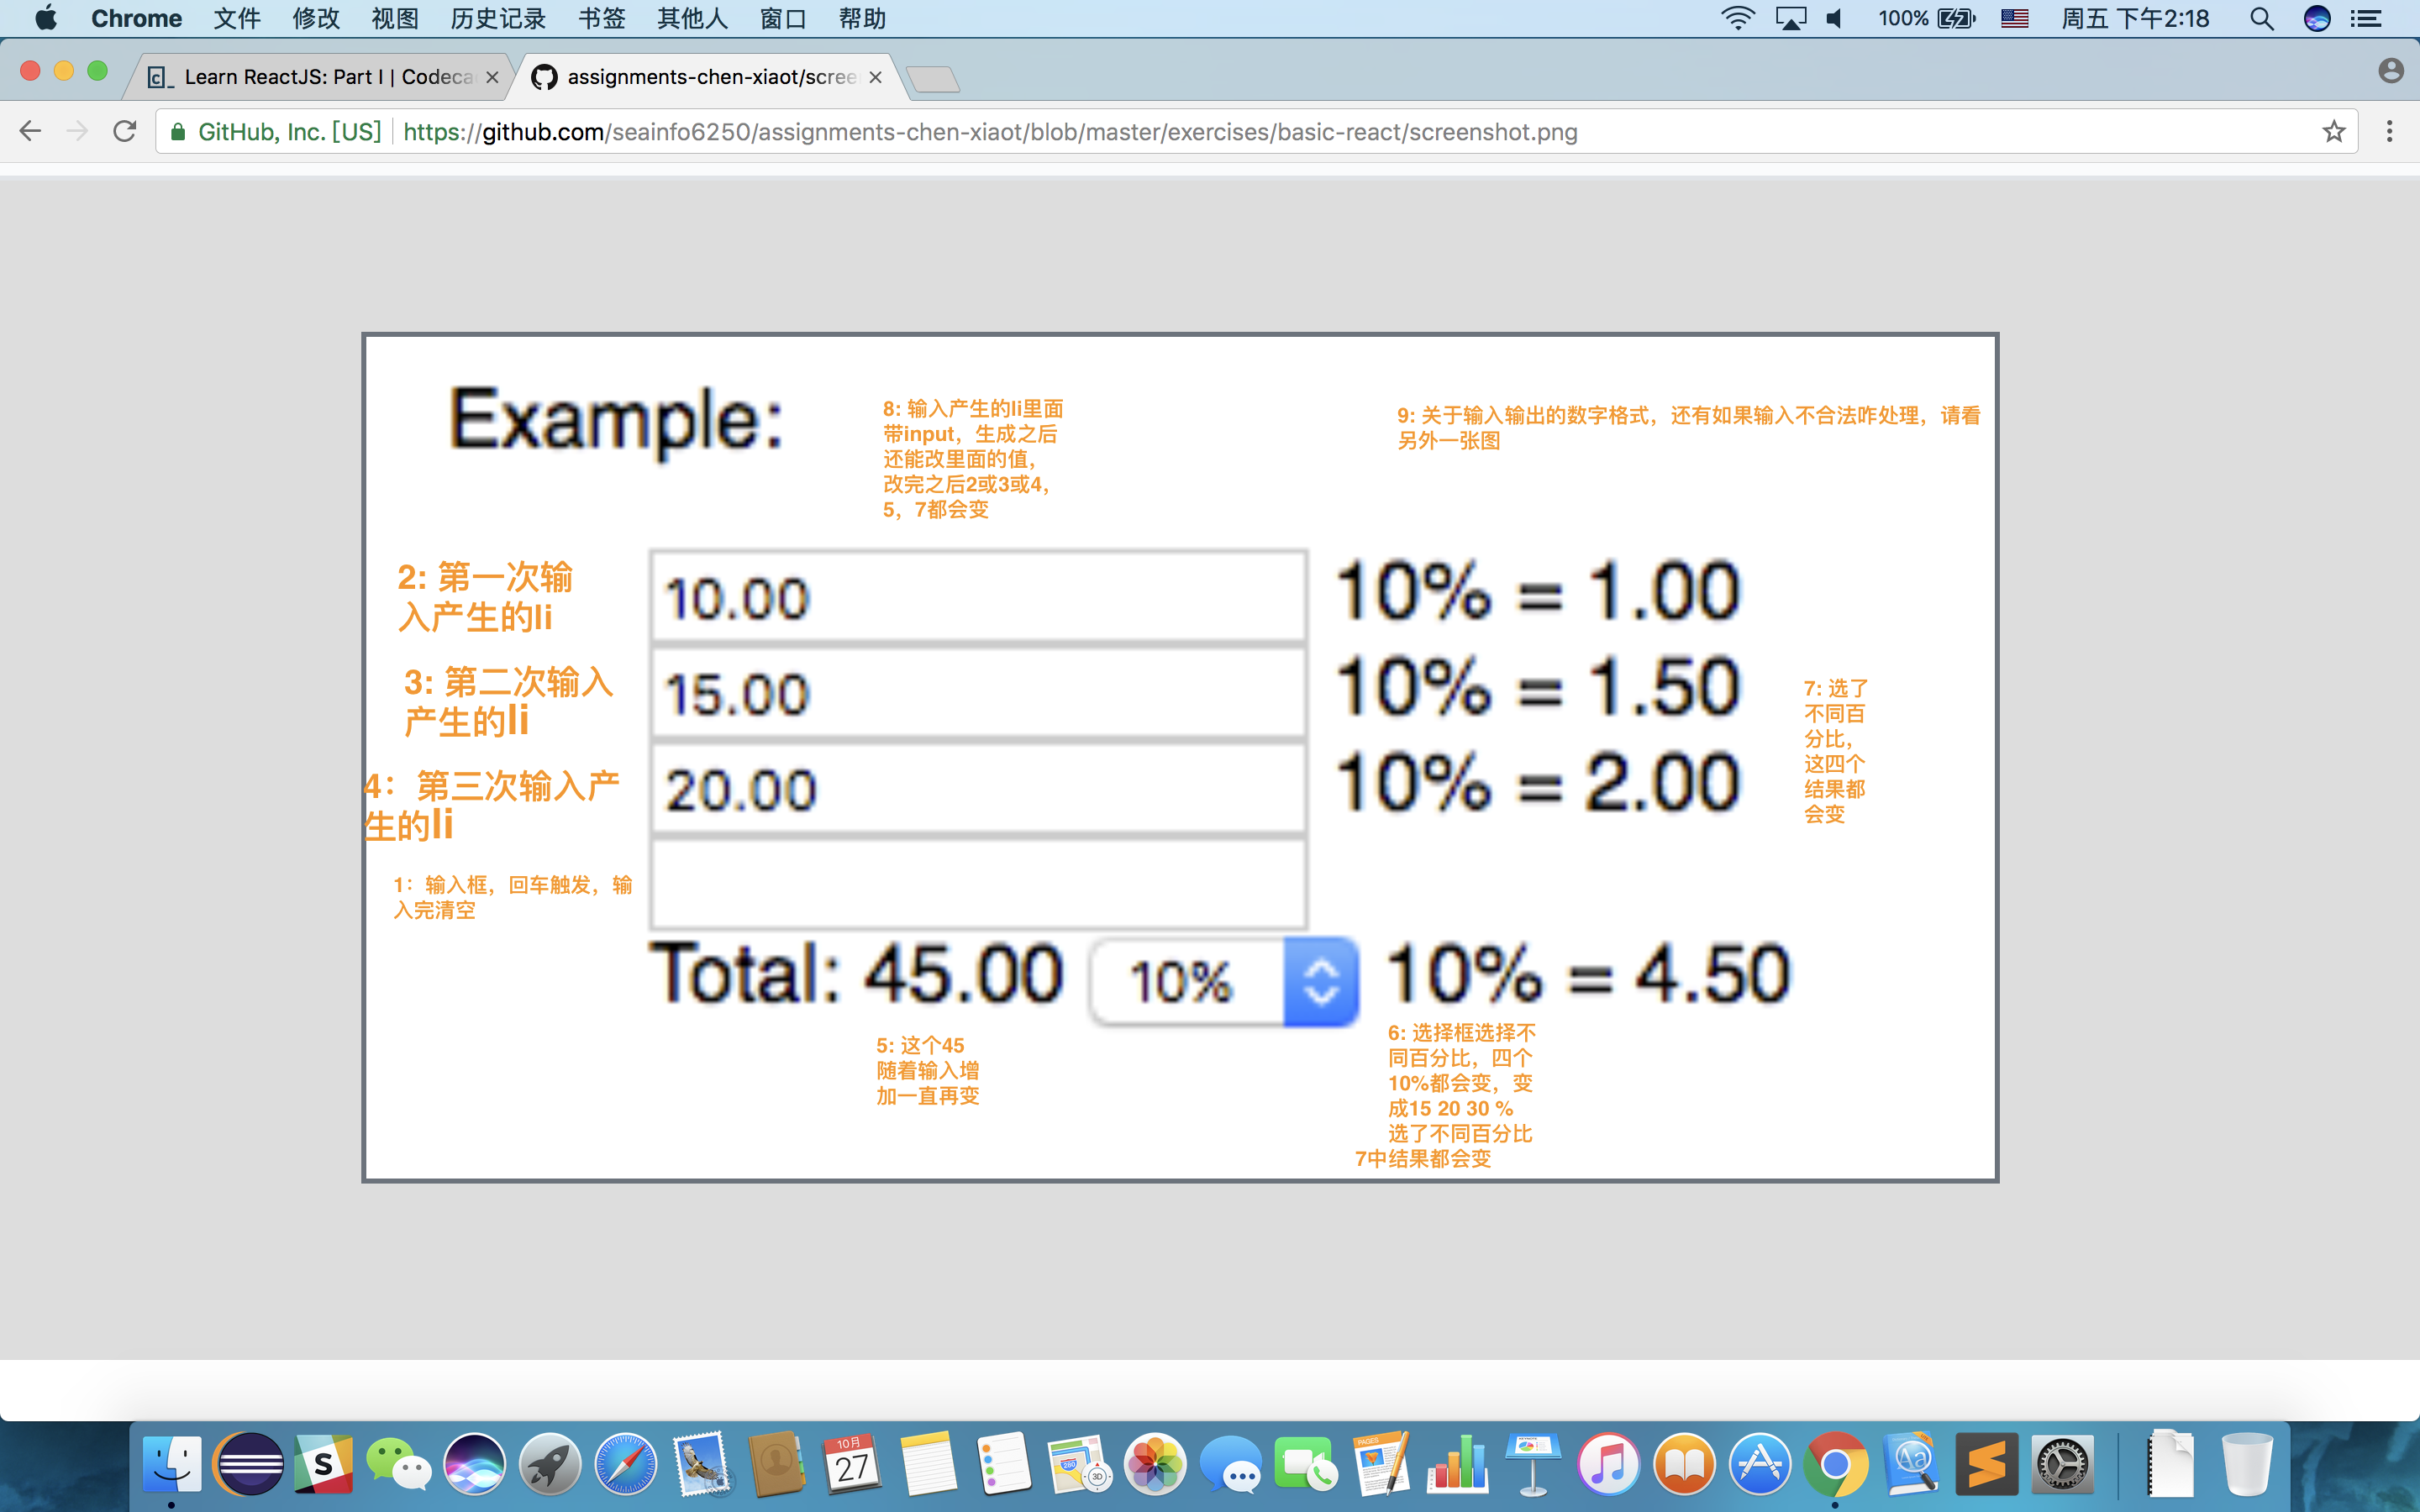 Chrome 文件 修改 视图 历史记录 书签 其他人 窗口 帮助 100% 周五 下午2:18
Learn ReactJS: Part I | Codeca
assignments-chen-xiaot/scree
GitHub, Inc. [US] https://github.com/seainfo6250/assignments-chen-xiaot/blob/master/exercises/basic-react/screenshot.png
Example:
8: 输入产生的li里面
带input，生成之后
还能改里面的值，
改完之后2或3或4，
5，7都会变
9: 关于输入输出的数字格式，还有如果输入不合法咋处理，请看
另外一张图
2: 第一次输
入产生的li
10.00
10% = 1.00
3: 第二次输入
产生的li
15.00
10% = 1.50
7: 选了
不同百
分比，
这四个
结果都
会变
4：第三次输入产
生的li
20.00
10% = 2.00
1：输入框，回车触发，输
入完清空
Total: 45.00 10% 10% = 4.50
5: 这个45
随着输入增
加一直再变
6: 选择框选择不
同百分比，四个
10%都会变，变
成15 20 30 %
选了不同百分比
7中结果都会变
10月
27
PAGES
280
3D
Aa
S